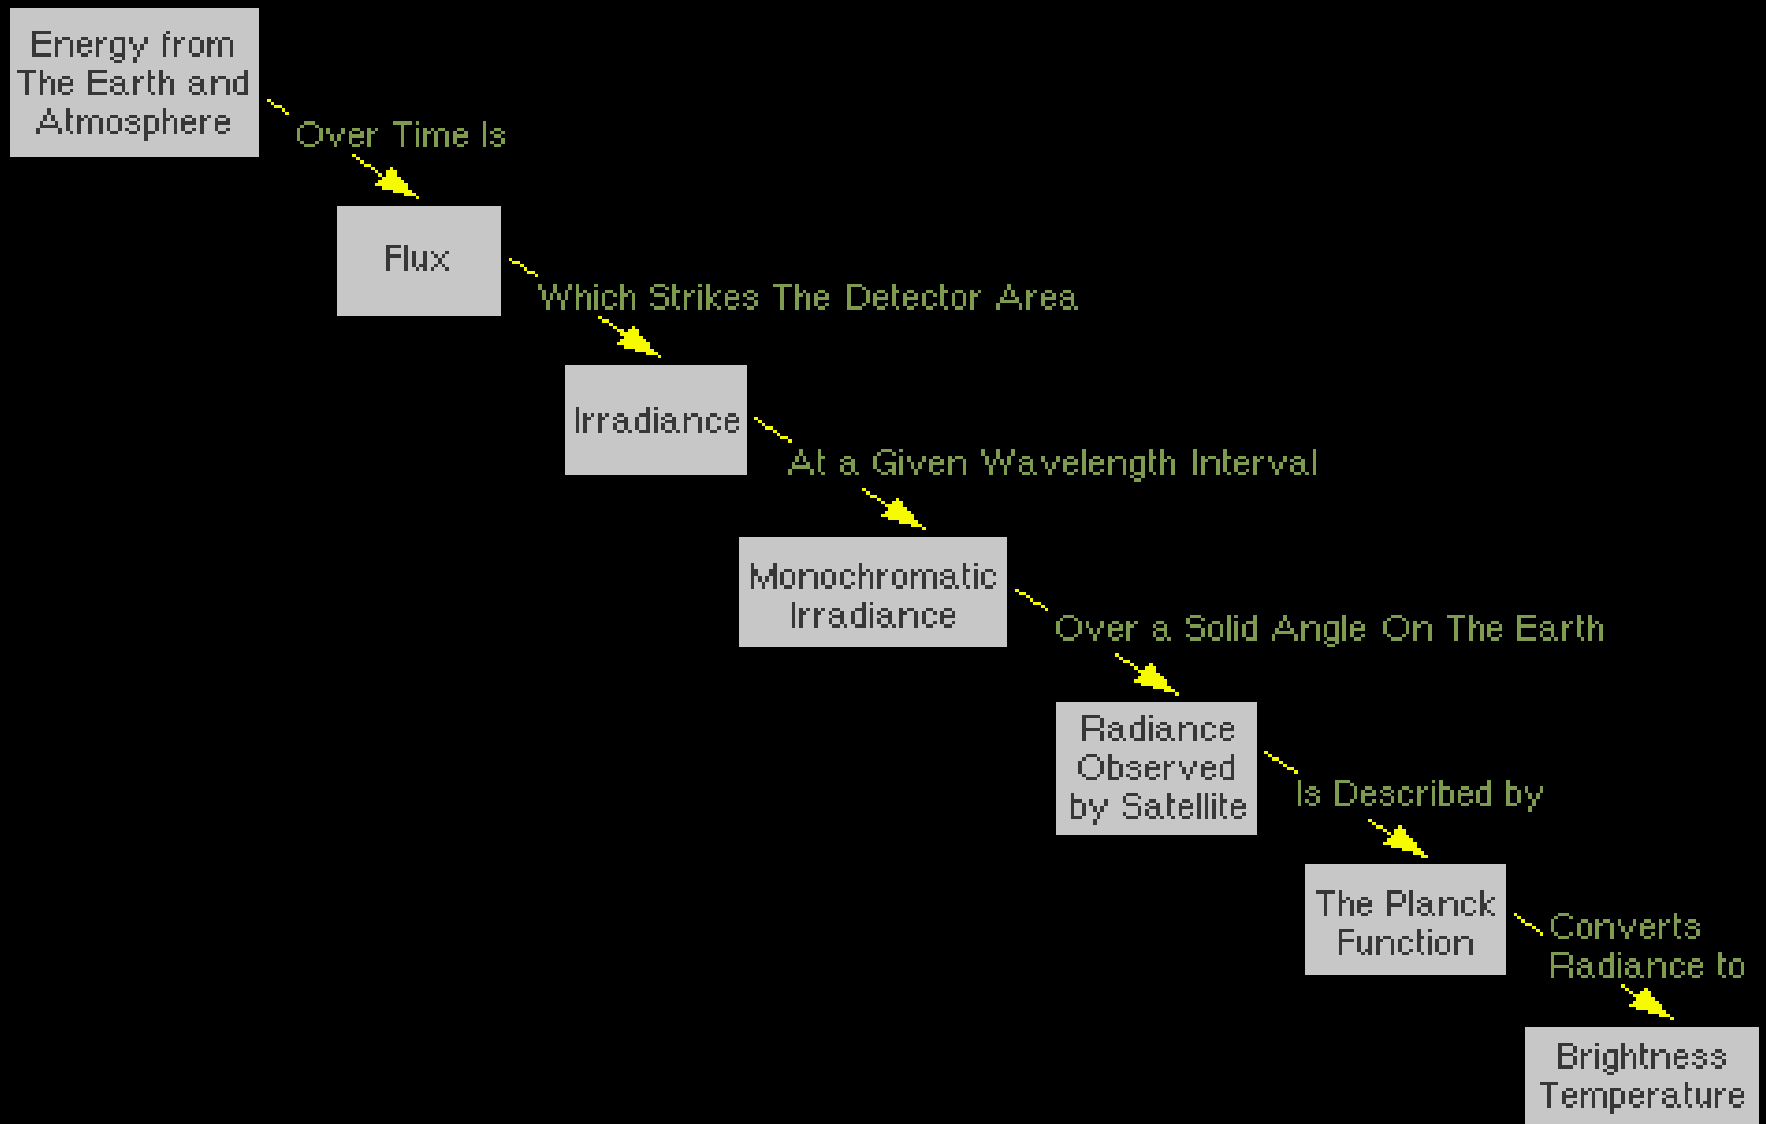 Energy from
The Earth and
Atmosphere
Over Time Is
Flux
Which Strikes The Detector Area
Irradiance
At a Given Wavelength Interval
Monochromatic
Irradiance
Over a Solid Angle On The Earth
Radiance
Observed
by Satellite
Is Described by
The Planck
Function
Converts
Radiance to
Brightness
Temperature